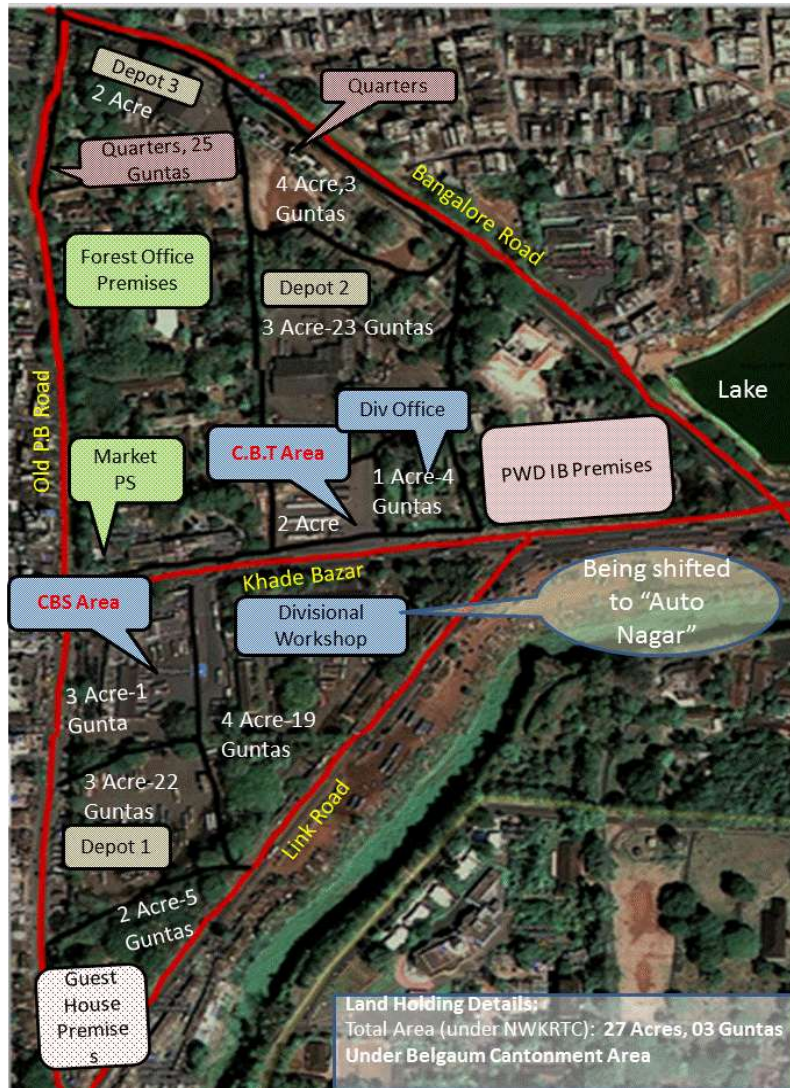 Depot 3
2 Acre
Quarters
Quarters, 25
Guntas
4 Acre,3
Guntas
Bangalore Road
Forest Office
Premises
Depot 2
3 Acre-23 Guntas
Lake
Old P.B Road
Div Office
Market
PS
C.B.T Area
1 Acre-4
Guntas
PWD IB Premises
2 Acre
Khade Bazar
Being shifted
to “Auto
Nagar”
CBS Area
Divisional
Workshop
3 Acre-1
Gunta
4 Acre-19
Guntas
3 Acre-22
Guntas
Depot 1
Link Road
2 Acre-5
Guntas
Guest
House
Premise
s
Land Holding Details:
Total Area (under NWKRTC): 27 Acres, 03 Guntas
Under Belgaum Cantonment Area